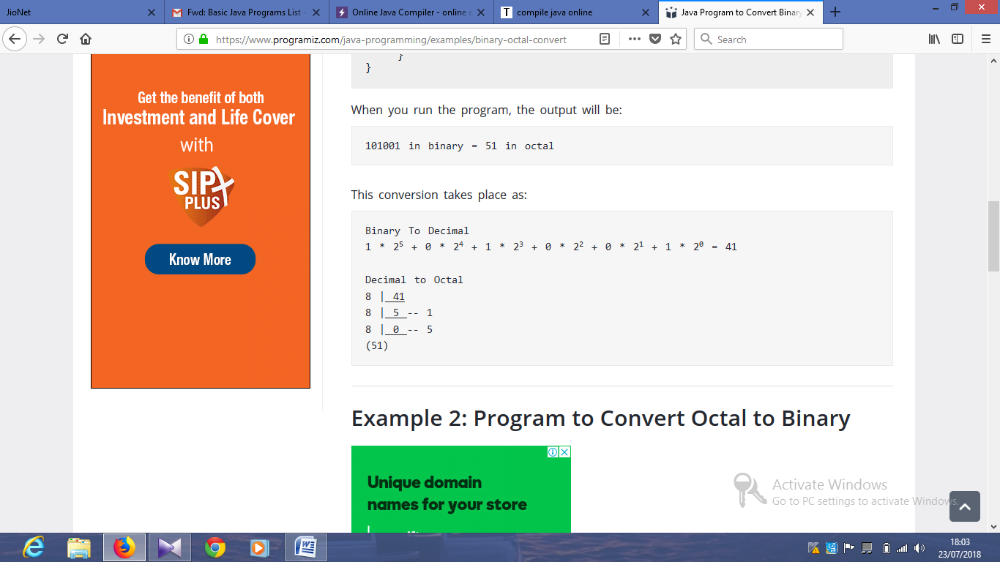 JioNet
Fwd: Basic Java Programs List -
Online Java Compiler - online e
T compile java online
Java Program to Convert Binary
https://www.programiz.com/java-programming/examples/binary-octal-convert
Search
Get the benefit of both
Investment and Life Cover
with
SIP
PLUS
Know More
}
}
When you run the program, the output will be:
101001 in binary = 51 in octal
This conversion takes place as:
Binary To Decimal
1 * 2⁵ + 0 * 2⁴ + 1 * 2³ + 0 * 2² + 0 * 2¹ + 1 * 2⁰ = 41
Decimal to Octal
8 | 41
8 | 5 -- 1
8 | 0 -- 5
(51)
Example 2: Program to Convert Octal to Binary
Unique domain
names for your store
Activate Windows
Go to PC settings to activate Windows.
18:03
23/07/2018